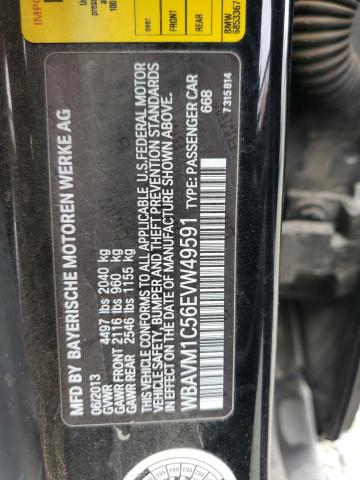 MFD BY BAYERISCHE MOTOREN WERKE AG
06/2013
GVWR 4497 lbs 2040 kg
GAWR FRONT 2116 lbs 960 kg
GAWR REAR 2546 lbs 1155 kg
THIS VEHICLE CONFORMS TO ALL APPLICABLE U.S. FEDERAL MOTOR
VEHICLE SAFETY, BUMPER AND THEFT PREVENTION STANDARDS
IN EFFECT ON THE DATE OF MANUFACTURE SHOWN ABOVE.
WBAVM1C56EVW49591 TYPE: PASSENGER CAR
668
7315814
over
FRONT
REAR
BMW